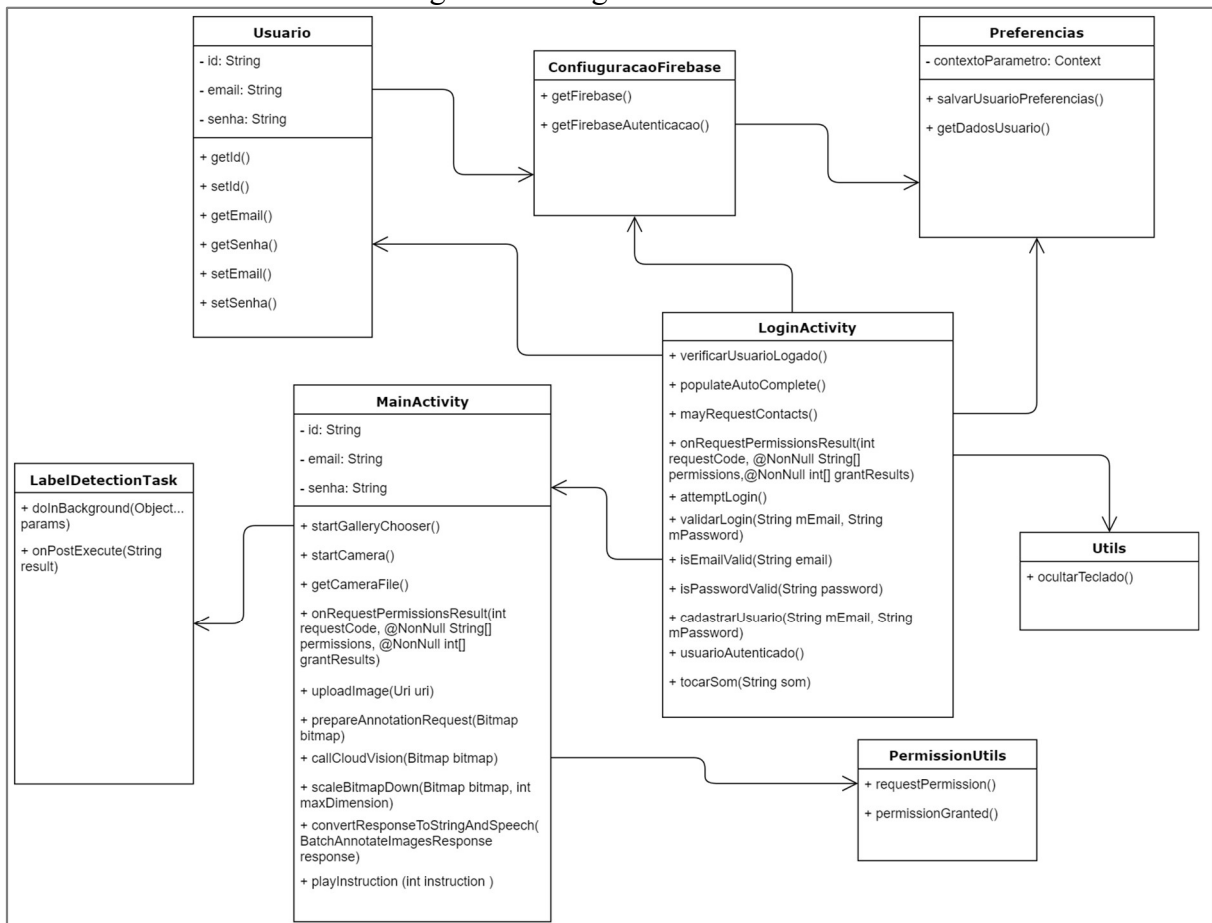 Usuario
- id: String
- email: String
- senha: String
+ getId()
+ setId()
+ getEmail()
+ getSenha()
+ setEmail()
+ setSenha()
ConfiuguracaoFirebase
+ getFirebase()
+ getFirebaseAutenticacao()
Preferencias
- contextoParametro: Context
+ salvarUsuarioPreferencias()
+ getDadosUsuario()
LoginActivity
+ verificarUsuarioLogado()
+ populateAutoComplete()
+ mayRequestContacts()
+ onRequestPermissionsResult(int
requestCode, @NonNull String[]
permissions,@NonNull int[] grantResults)
+ attemptLogin()
+ validarLogin(String mEmail, String
mPassword)
+ isEmailValid(String email)
+ isPasswordValid(String password)
+ cadastrarUsuario(String mEmail, String
mPassword)
+ usuarioAutenticado()
+ tocarSom(String som)
MainActivity
- id: String
- email: String
- senha: String
+ startGalleryChooser()
+ startCamera()
+ getCameraFile()
+ onRequestPermissionsResult(int
requestCode, @NonNull String[]
permissions, @NonNull int[]
grantResults)
+ uploadImage(Uri uri)
+ prepareAnnotationRequest(Bitmap
bitmap)
+ callCloudVision(Bitmap bitmap)
+ scaleBitmapDown(Bitmap bitmap, int
maxDimension)
+ convertResponseToStringAndSpeech(
BatchAnnotateImagesResponse
response)
+ playInstruction (int instruction )
LabelDetectionTask
+ doInBackground(Object...
params)
+ onPostExecute(String
result)
Utils
+ ocultarTeclado()
PermissionUtils
+ requestPermission()
+ permissionGranted()